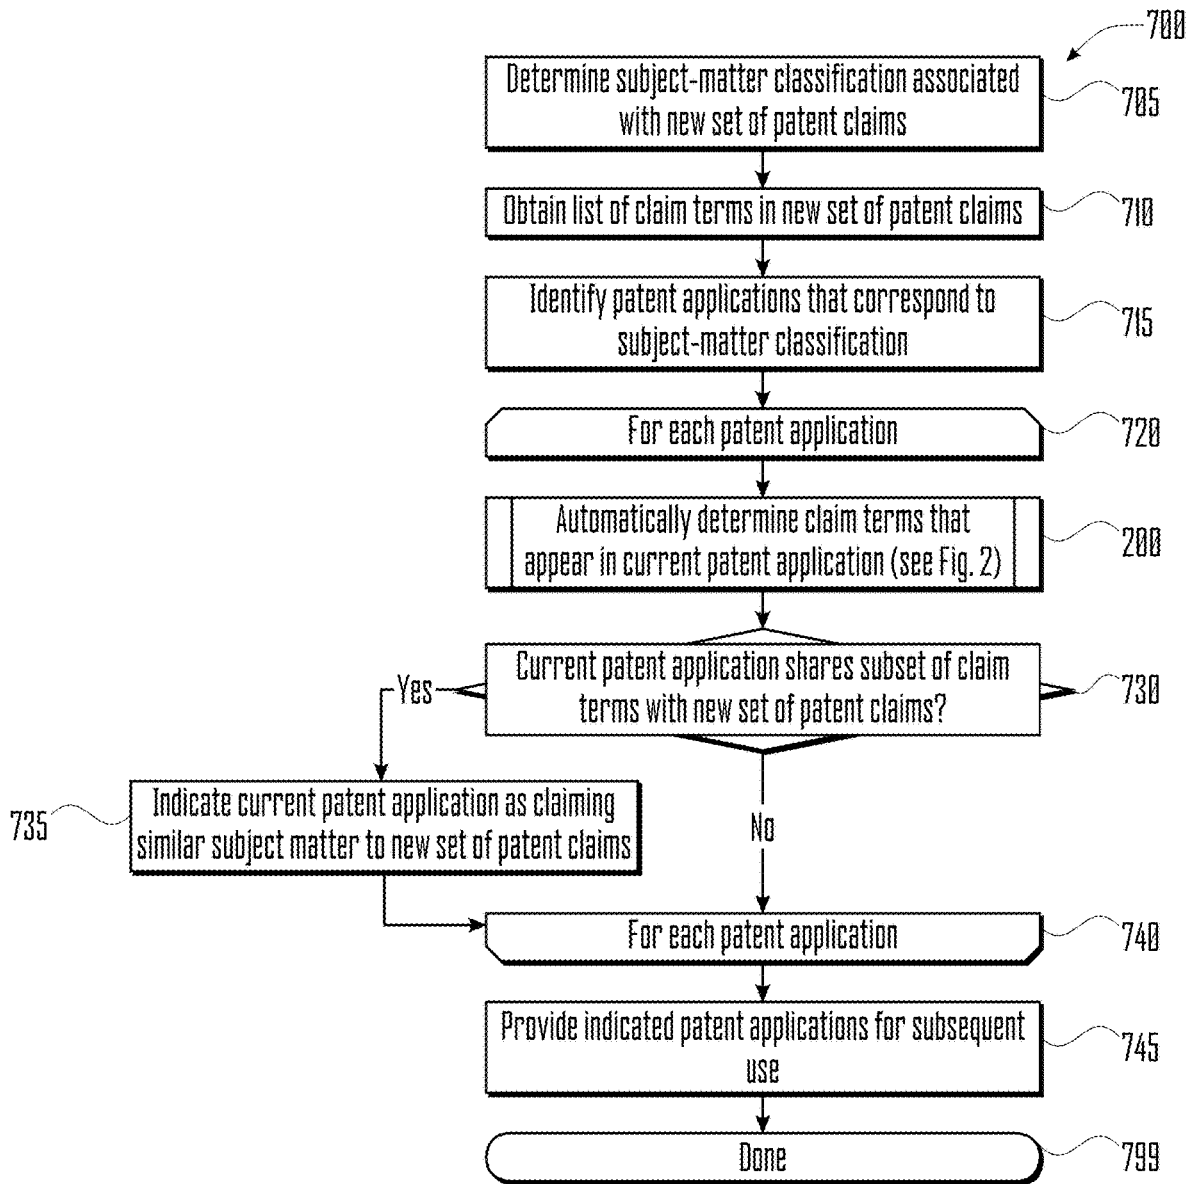 700
Determine subject-matter classification associated
with new set of patent claims
705
Obtain list of claim terms in new set of patent claims
710
Identify patent applications that correspond to
subject-matter classification
715
For each patent application
720
Automatically determine claim terms that
appear in current patent application (see Fig. 2)
200
Current patent application shares subset of claim
terms with new set of patent claims?
730
Yes
Indicate current patent application as claiming
similar subject matter to new set of patent claims
735
No
For each patent application
740
Provide indicated patent applications for subsequent
use
745
Done
799